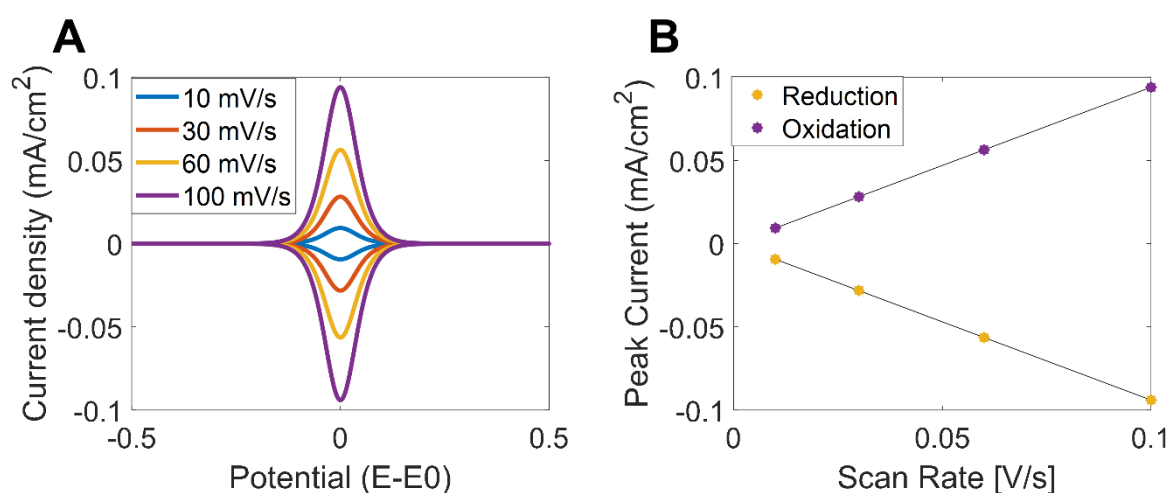 A
Current density (mA/cm²)
0.1
0.05
0
-0.05
-0.1
10 mV/s
30 mV/s
60 mV/s
100 mV/s
-0.5
0
0.5
Potential (E-E0)
B
Peak Current (mA/cm²)
0.1
0.05
0
-0.05
-0.1
Reduction
Oxidation
0
0.05
0.1
Scan Rate [V/s]